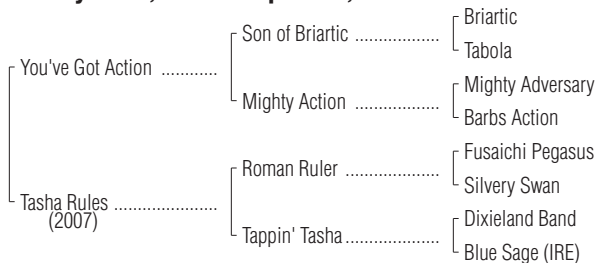 Briartic
Son of Briartic ..................
Tabola
You've Got Action ............
Mighty Adversary
Mighty Action ....................
Barbs Action
Fusaichi Pegasus
Roman Ruler ....................
Silvery Swan
Tasha Rules ......................
(2007)
Dixieland Band
Tappin' Tasha ....................
Blue Sage (IRE)